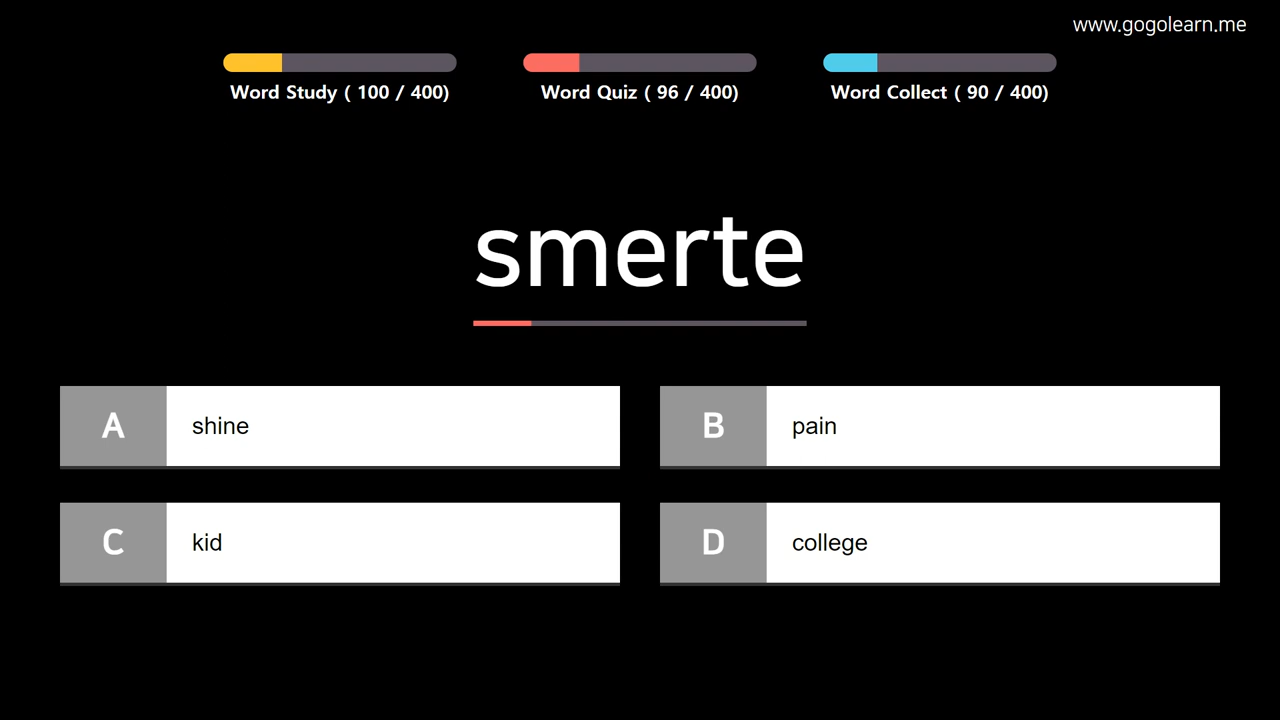 www.gogolearn.me
Word Study ( 100 / 400)
Word Quiz ( 96 / 400)
Word Collect ( 90 / 400)
smerte
A shine
B pain
C kid
D college